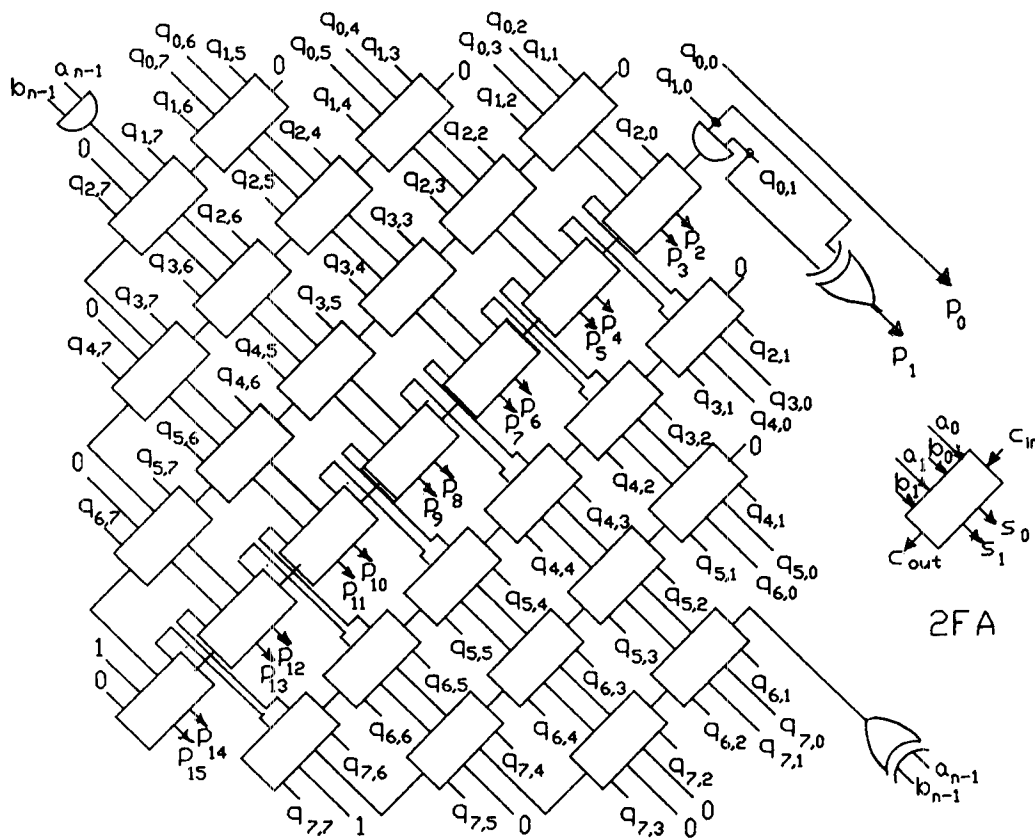 q0,6
q0,7
q1,5
0
q0,4
q0,5
q1,3
0
q0,2
q0,3
q1,1
0
q0,0
q1,0
an-1
bn-1
0
q1,7
q1,6
q2,4
q1,4
q2,2
q1,2
q2,0
q0,1
q2,7
q2,6
q2,5
q3,3
q2,3
P2
P3
0
P0
P1
q3,7
q3,6
q3,5
q3,4
P4
P5
q2,1
q3,0
q4,0
q3,1
0
q4,7
q4,6
q4,5
P6
P7
q3,2
0
a0
b0
a1
b1
Cin
S0
S1
Cout
2FA
0
q5,7
q5,6
P8
P9
q4,2
q4,3
q4,1
q5,0
q6,0
q5,1
q6,7
P10
P11
q4,4
q5,4
q5,2
q5,3
1
0
P12
P13
q5,5
q6,5
q6,3
q6,1
q7,0
q7,1
q6,2
P14
P15
q6,6
q7,6
q6,4
q7,4
q7,2
an-1
bn-1
q7,7
1
q7,5
0
q7,3
0
0